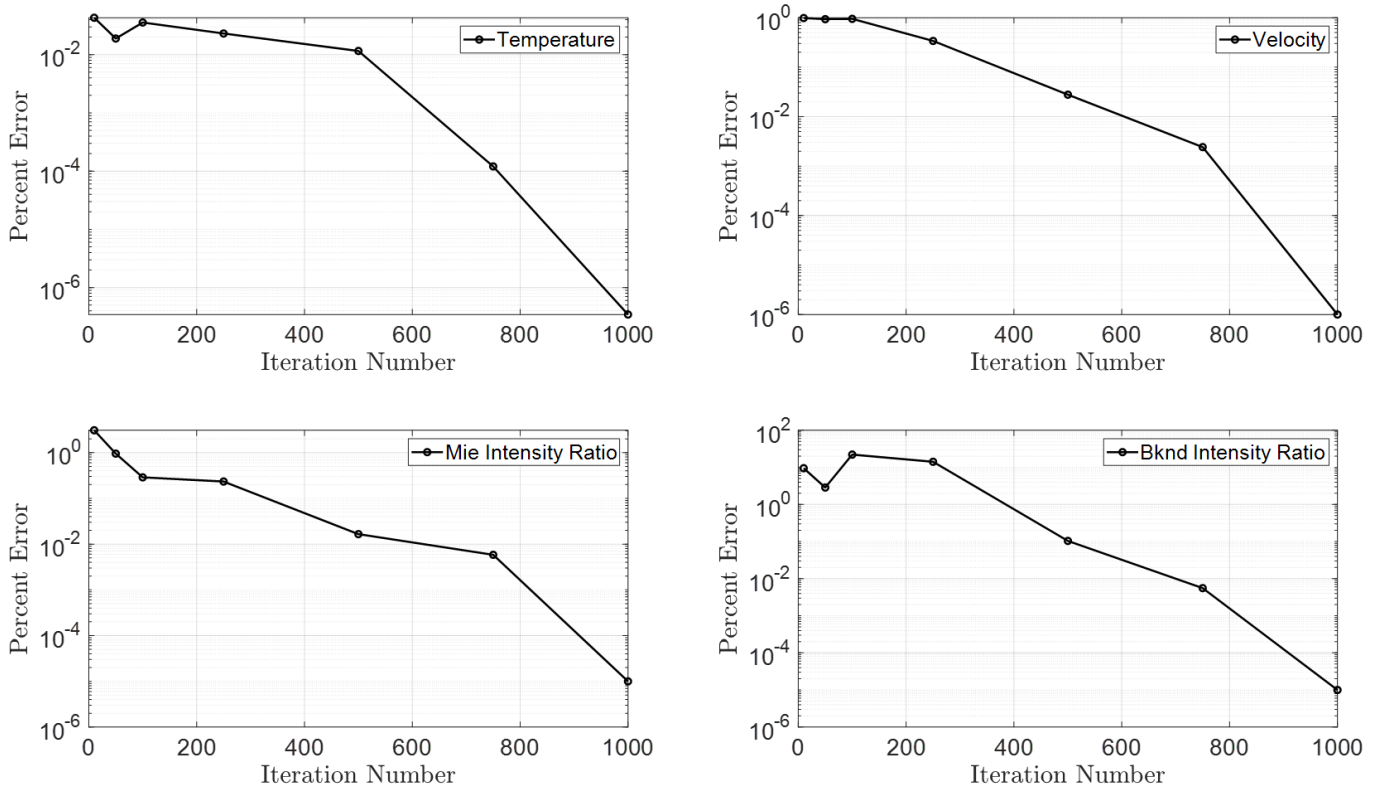 Temperature
Percent Error
10^-2
10^-4
10^-6
0 200 400 600 800 1000
Iteration Number
Velocity
Percent Error
10^0
10^-2
10^-4
10^-6
0 200 400 600 800 1000
Iteration Number
Mie Intensity Ratio
Percent Error
10^0
10^-2
10^-4
10^-6
0 200 400 600 800 1000
Iteration Number
Bknd Intensity Ratio
Percent Error
10^2
10^0
10^-2
10^-4
10^-6
0 200 400 600 800 1000
Iteration Number